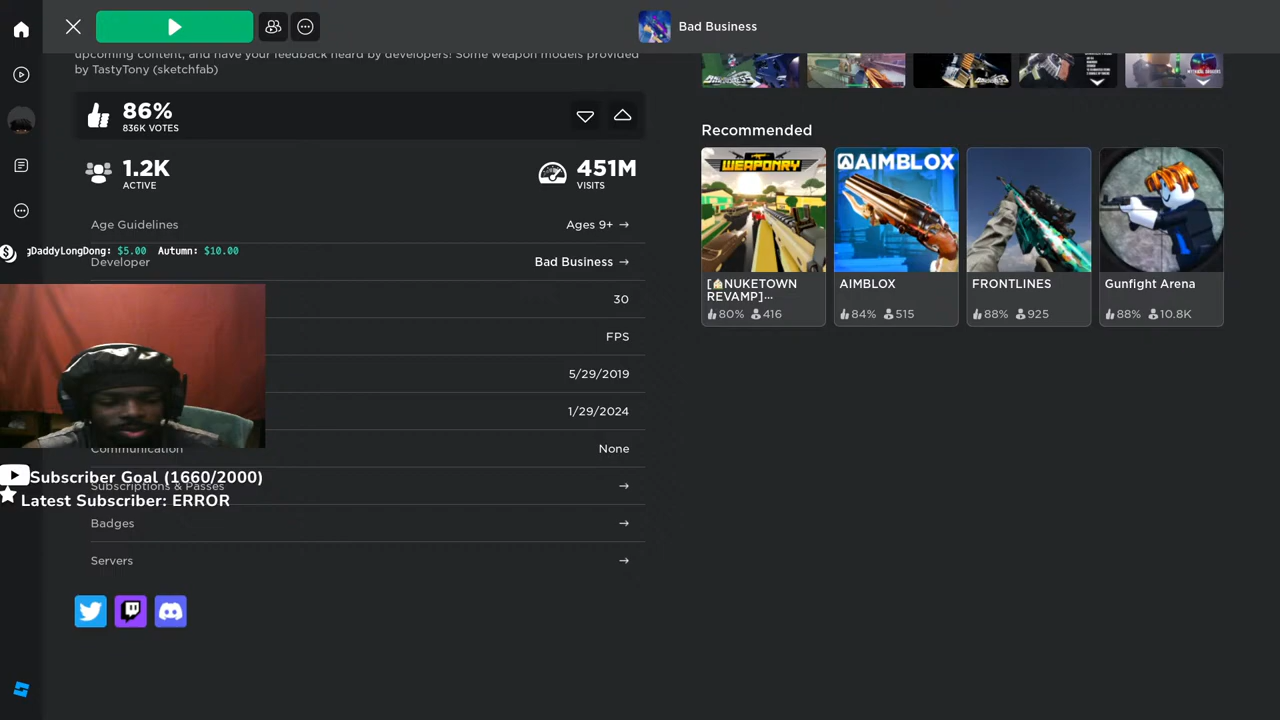 Bad Business
upcoming content, and have your feedback heard by developers! Some weapon models provided
by TastyTony (sketchfab)
86%
836K VOTES
1.2K
ACTIVE
451M
VISITS
Age Guidelines
Ages 9+ →
gDaddyLongDong: $5.00 Autumn: $10.00
Developer
Bad Business →
30
FPS
5/29/2019
1/29/2024
Communication
None
Subscriber Goal (1660/2000)
Subscriptions & Passes →
Latest Subscriber: ERROR
Badges →
Servers →
Recommended
WEAPONRY
[🏠NUKETOWN
REVAMP]...
80% 416
AIMBLOX
AIMBLOX
84% 515
FRONTLINES
88% 925
Gunfight Arena
88% 10.8K